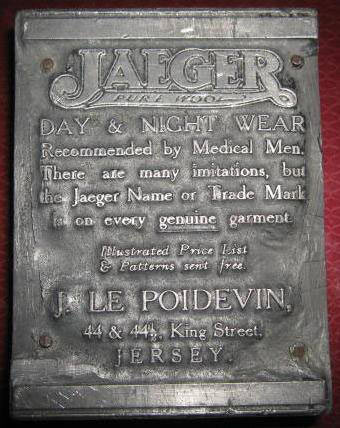 JAEGER
PURE WOOL
DAY & NIGHT WEAR
Recommended by Medical Men.
There are many imitations, but
the Jaeger Name or Trade Mark
is on every genuine garment.
Illustrated Price List
& Patterns sent free.
J. LE POIDEVIN,
44 & 44½, King Street,
JERSEY.